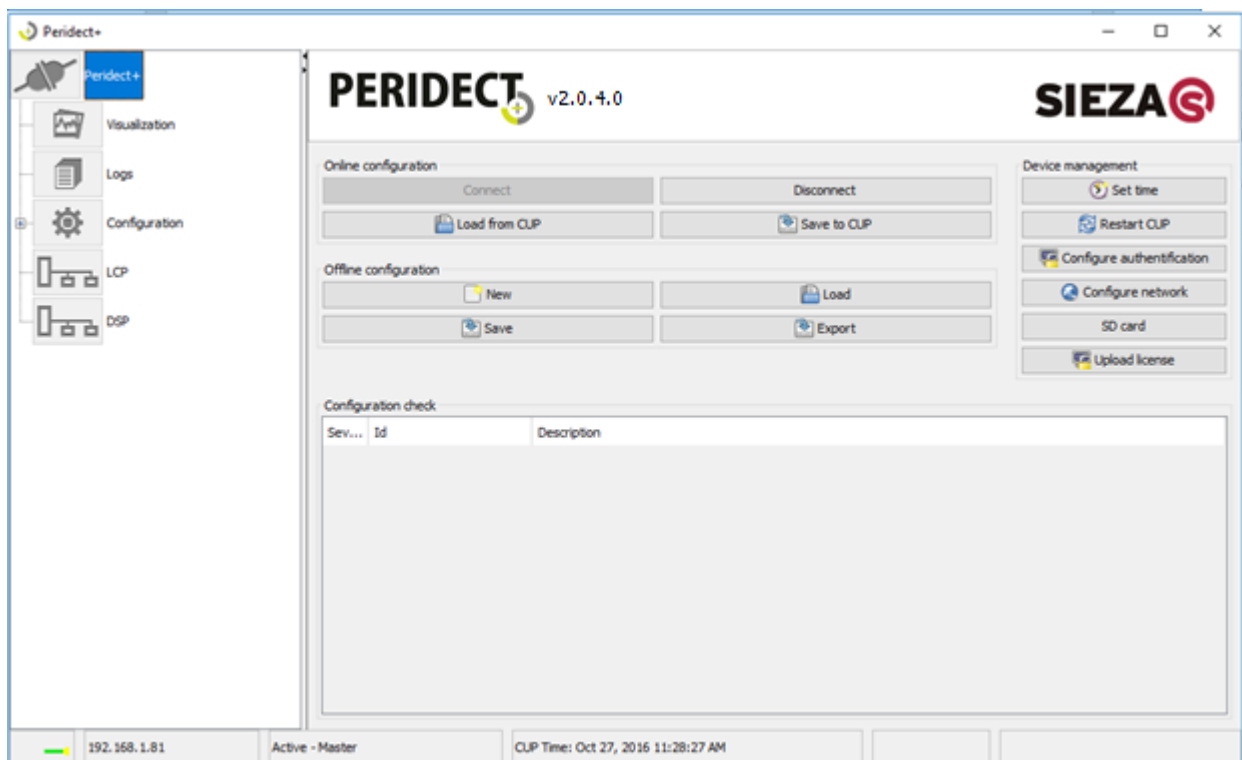 Peridect+
Peridect+
Visualization
Logs
Configuration
LCP
DSP
PERIDECT+ v2.0.4.0
SIEZA
Online configuration
Connect
Disconnect
Load from CUP
Save to CUP
Offline configuration
New
Load
Save
Export
Device management
Set time
Restart CUP
Configure authentification
Configure network
SD card
Upload license
Configuration check
Sev... Id Description
192.168.1.81 Active - Master CUP Time: Oct 27, 2016 11:28:27 AM